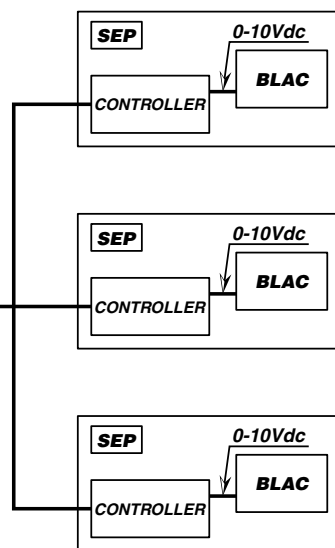 SEP
0-10Vdc
CONTROLLER
BLAC
SEP
0-10Vdc
CONTROLLER
BLAC
SEP
0-10Vdc
CONTROLLER
BLAC